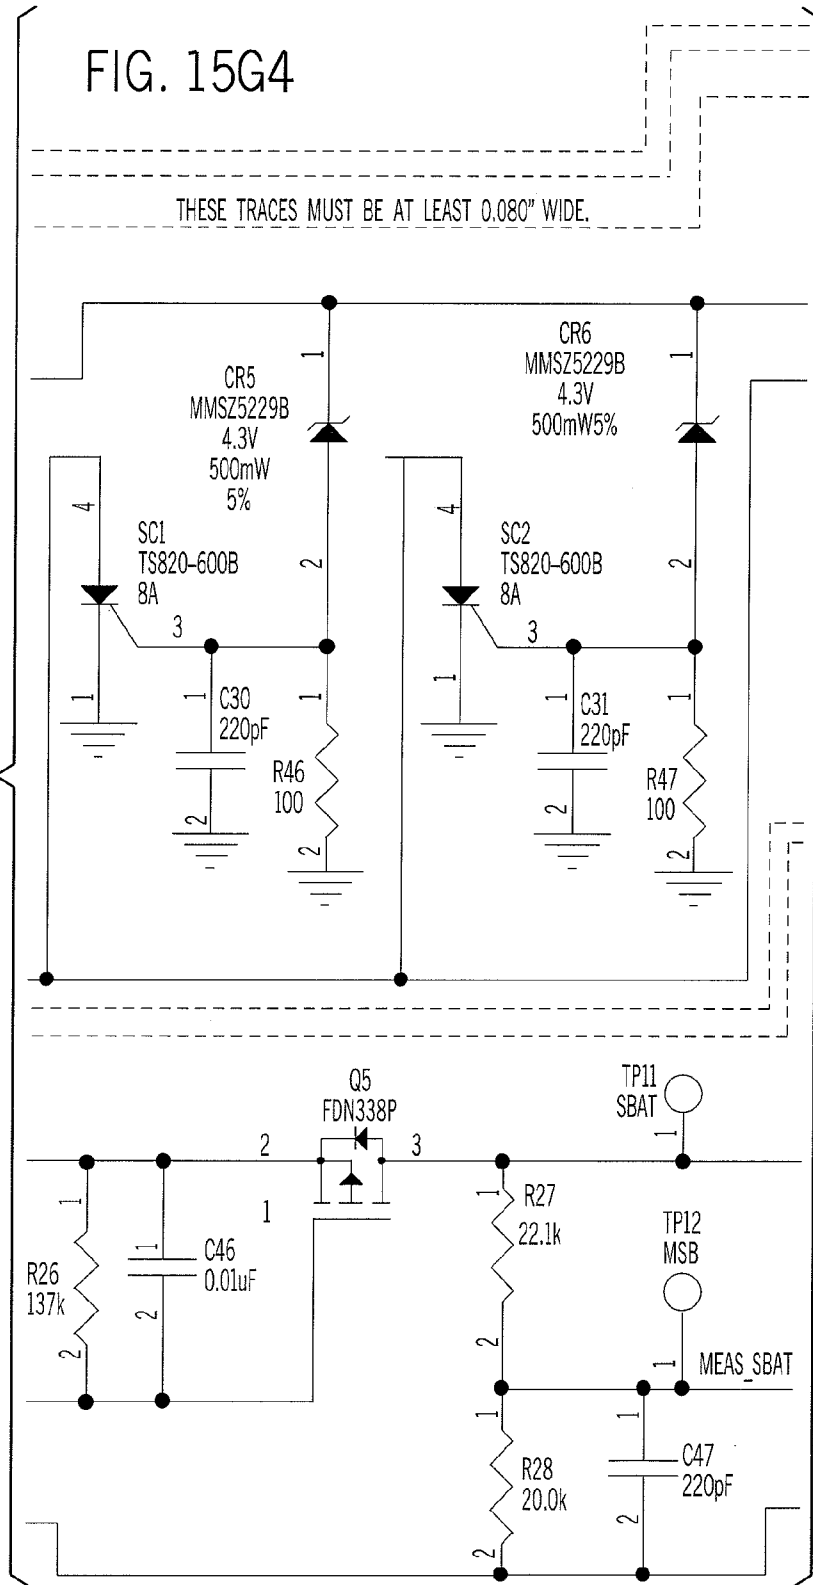 FIG. 15G4
THESE TRACES MUST BE AT LEAST 0.080" WIDE.
1
CR5
MMSZ5229B
4.3V
500mW
5%
2
1
CR6
MMSZ5229B
4.3V
500mW5%
2
4
SC1
TS820-600B
8A
3
1
4
SC2
TS820-600B
8A
3
1
1
C30
220pF
2
1
R46
100
2
1
C31
220pF
2
1
R47
100
2
Q5
FDN338P
2
3
1
TP11
SBAT
1
1
R26
137k
2
1
C46
0.01uF
2
1
R27
22.1k
2
TP12
MSB
1
MEAS_SBAT
1
R28
20.0k
2
1
C47
220pF
2